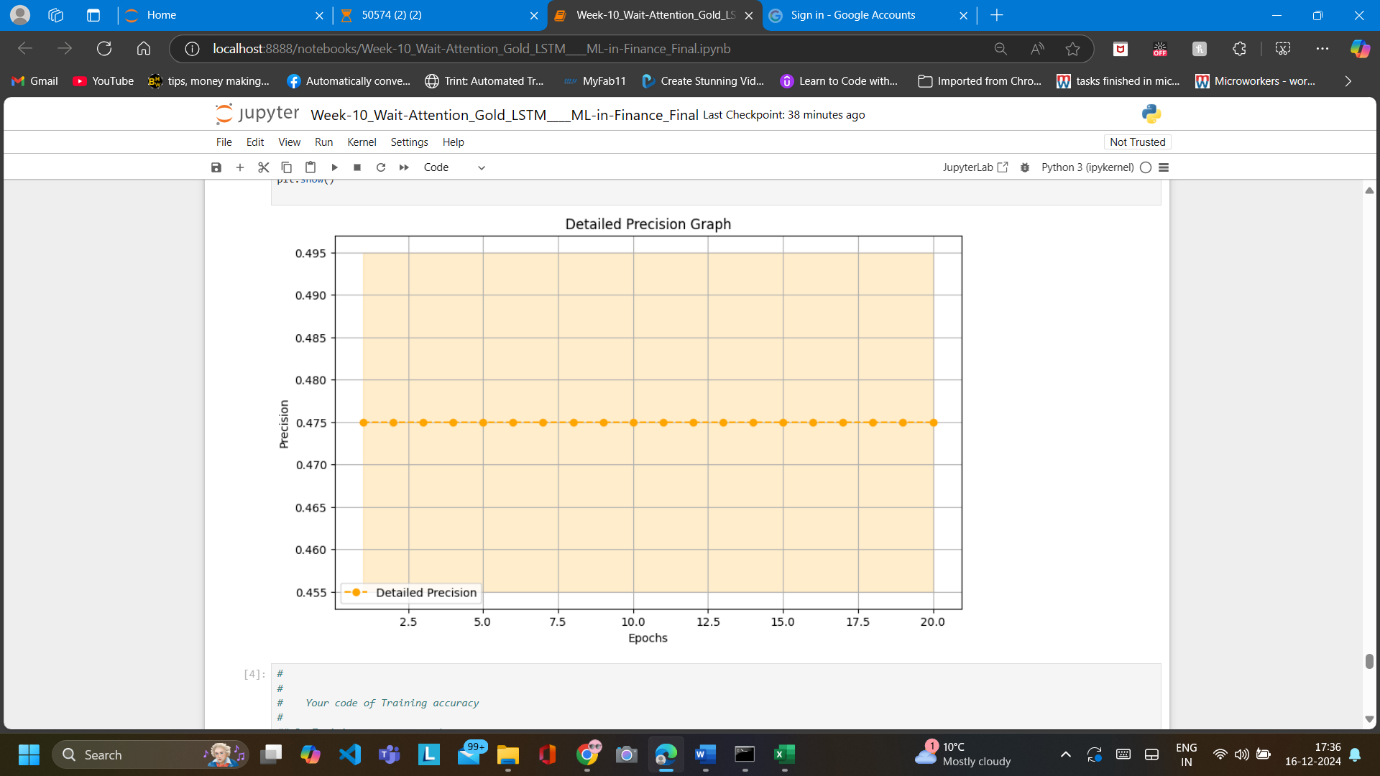 Home
50574 (2) (2)
Week-10_Wait-Attention_Gold_LS
Sign in - Google Accounts
localhost:8888/notebooks/Week-10_Wait-Attention_Gold_LSTM____ML-in-Finance_Final.ipynb
OFF
Gmail
YouTube
tips, money making...
Automatically conve...
Trint: Automated Tr...
MyFab11
Create Stunning Vid...
Learn to Code with...
Imported from Chro...
tasks finished in mic...
Microworkers - wor...
jupyter
Week-10_Wait-Attention_Gold_LSTM____ML-in-Finance_Final Last Checkpoint: 38 minutes ago
File Edit View Run Kernel Settings Help
Not Trusted
Code
JupyterLab
Python 3 (ipykernel)
plt.show()
Detailed Precision Graph
0.495
0.490
0.485
0.480
0.475
0.470
0.465
0.460
0.455
Precision
Detailed Precision
2.5 5.0 7.5 10.0 12.5 15.0 17.5 20.0
Epochs
[4]:
#
#
# Your code of Training accuracy
#
Search
99+
1
10°C
Mostly cloudy
ENG
IN
17:36
16-12-2024